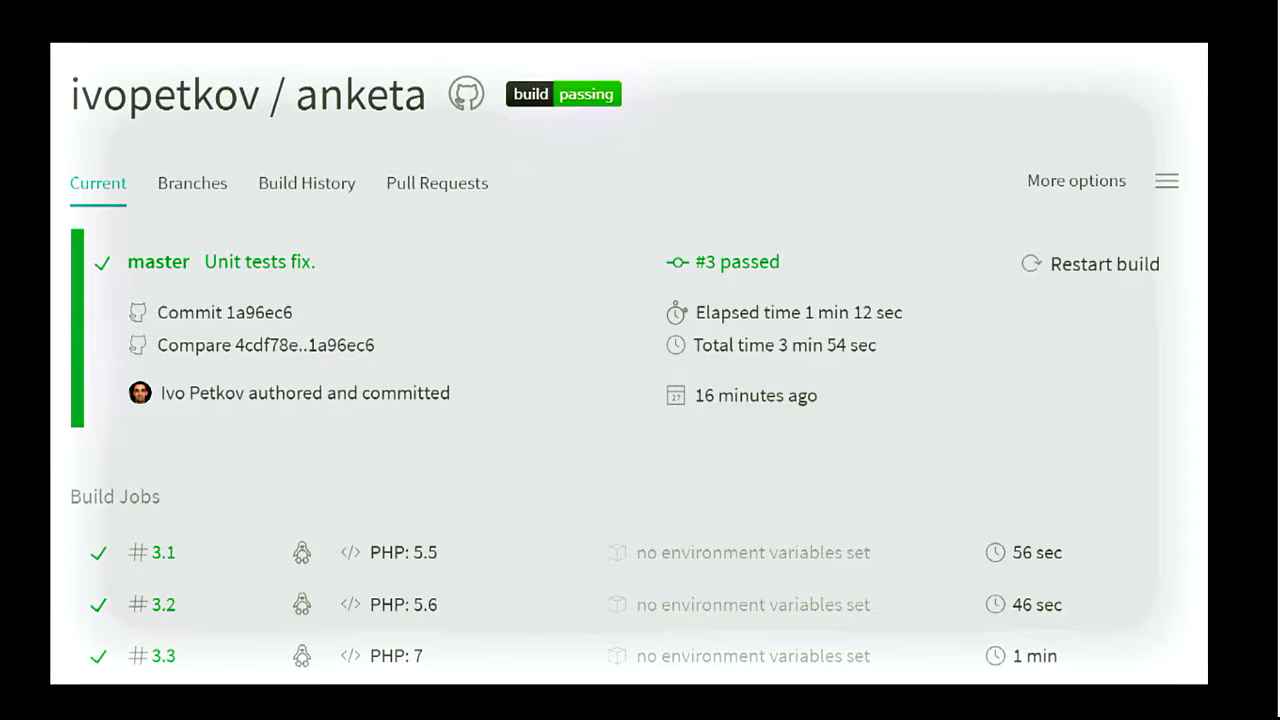 ivopetkov / anketa build passing
Current Branches Build History Pull Requests More options
master Unit tests fix. #3 passed Restart build
Commit 1a96ec6 Elapsed time 1 min 12 sec
Compare 4cdf78e..1a96ec6 Total time 3 min 54 sec
Ivo Petkov authored and committed 27 16 minutes ago
Build Jobs
# 3.1 </> PHP: 5.5 no environment variables set 56 sec
# 3.2 </> PHP: 5.6 no environment variables set 46 sec
# 3.3 </> PHP: 7 no environment variables set 1 min